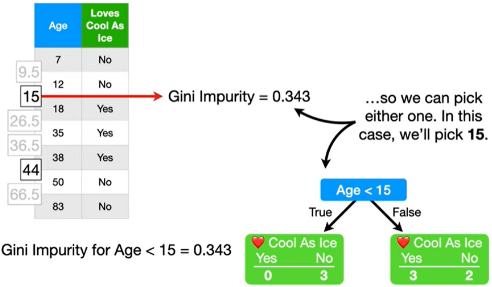 Age
Loves
Cool As
Ice
7 No
9.5
12 No
15
18 Yes
26.5
35 Yes
36.5
38 Yes
44
50 No
66.5
83 No
Gini Impurity = 0.343
…so we can pick
either one. In this
case, we’ll pick 15.
Age < 15
True False
Cool As Ice
Yes No
0 3
Cool As Ice
Yes No
3 2
Gini Impurity for Age < 15 = 0.343